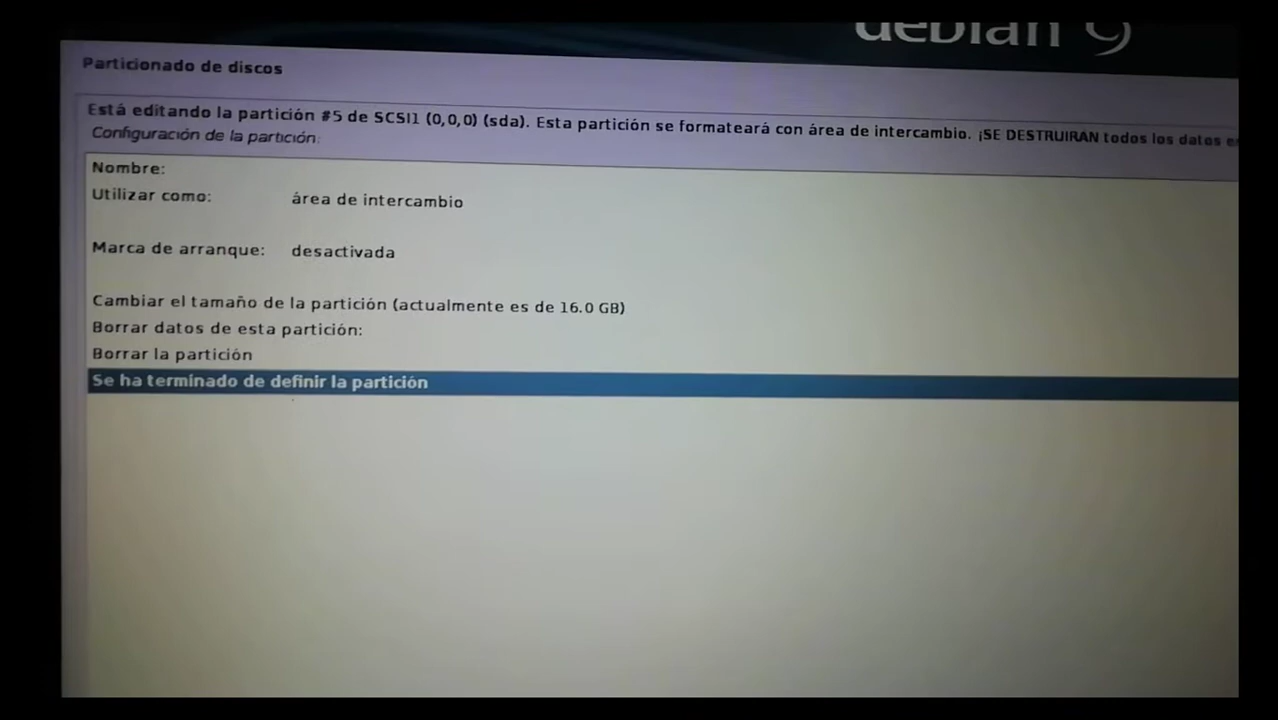 debian 9
Particionado de discos
Está editando la partición #5 de SCSI1 (0,0,0) (sda). Esta partición se formateará con área de intercambio. ¡SE DESTRUIRAN todos los datos
Configuración de la partición:
Nombre:
Utilizar como: área de intercambio
Marca de arranque: desactivada
Cambiar el tamaño de la partición (actualmente es de 16.0 GB)
Borrar datos de esta partición:
Borrar la partición
Se ha terminado de definir la partición